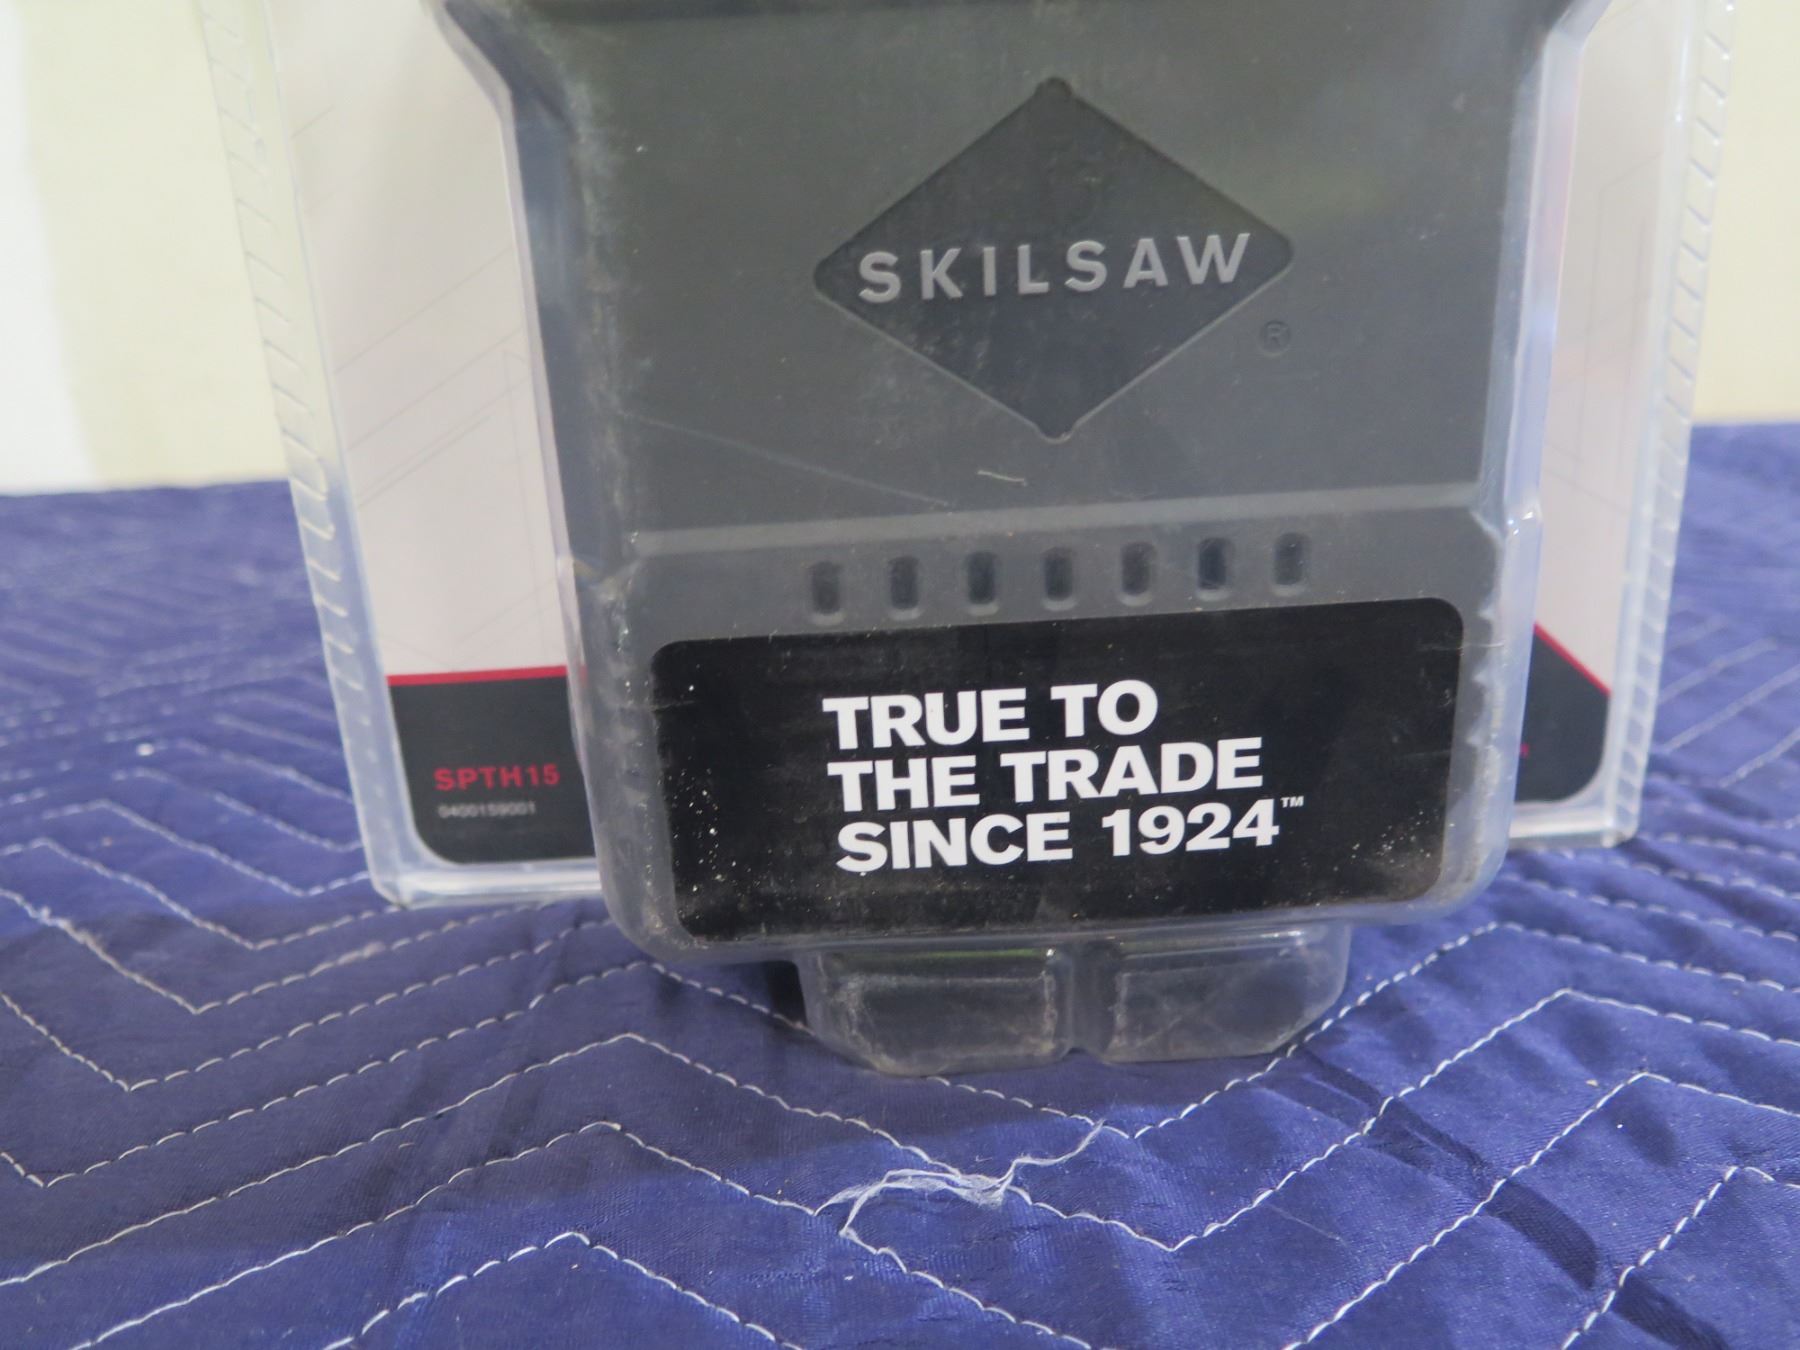 SKILSAW
®
TRUE TO
THE TRADE
SINCE 1924™
SPTH15
0400159001